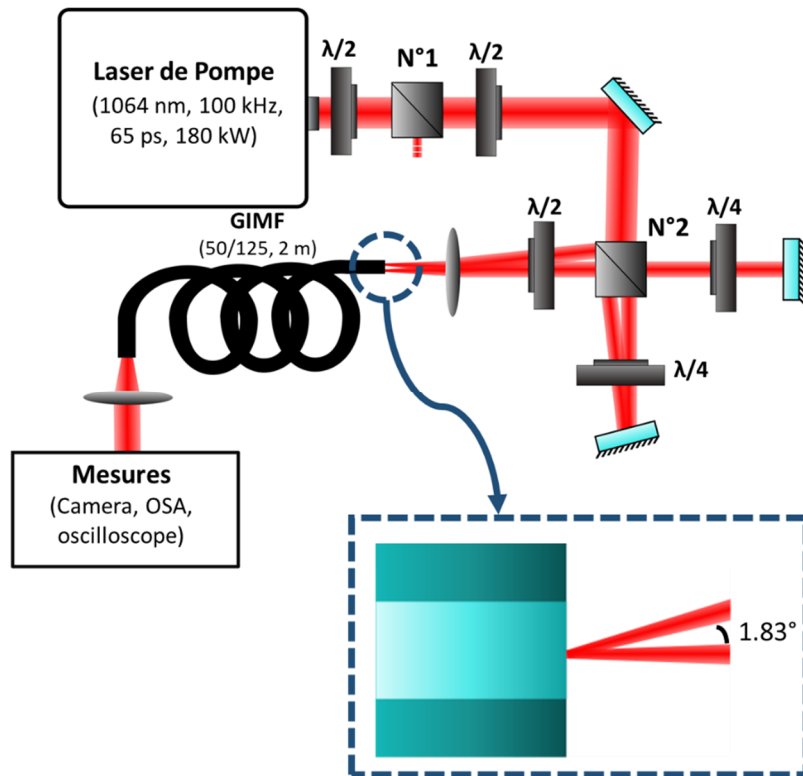 Laser de Pompe
(1064 nm, 100 kHz,
65 ps, 180 kW)
λ/2
N°1
λ/2
GIMF
(50/125, 2 m)
λ/2
N°2
λ/4
λ/4
Mesures
(Camera, OSA,
oscilloscope)
1.83°